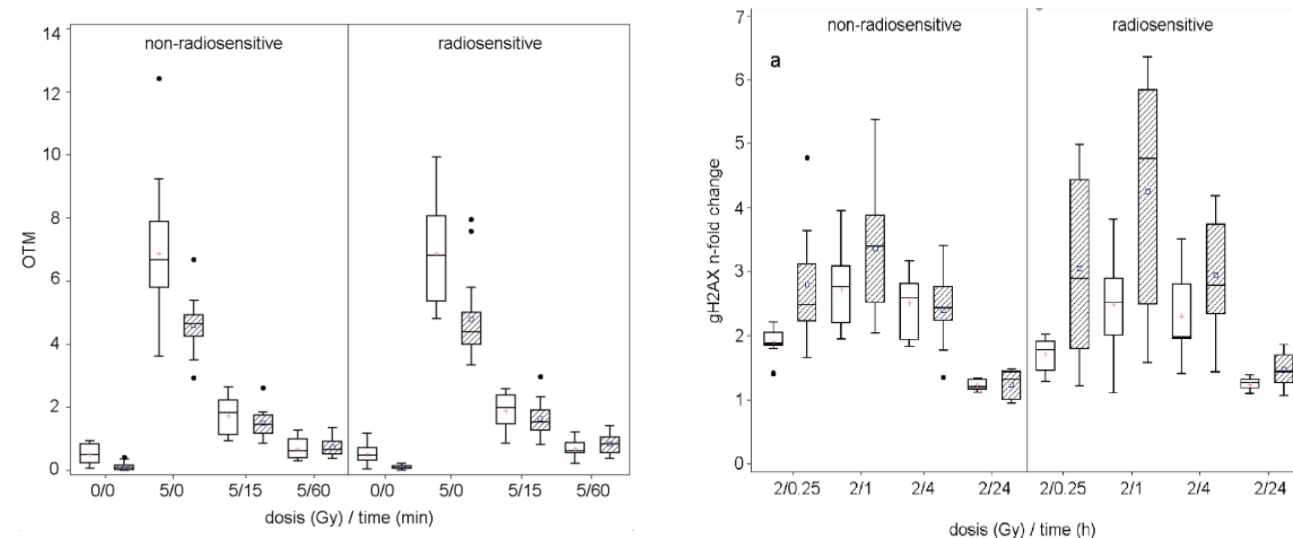 14
12
10
8
6
4
2
0
OTM
non-radiosensitive
radiosensitive
0/0 5/0 5/15 5/60 0/0 5/0 5/15 5/60
dosis (Gy) / time (min)
7
6
5
4
3
2
1
0
gH2AX n-fold change
a
non-radiosensitive
radiosensitive
2/0.25 2/1 2/4 2/24 2/0.25 2/1 2/4 2/24
dosis (Gy) / time (h)